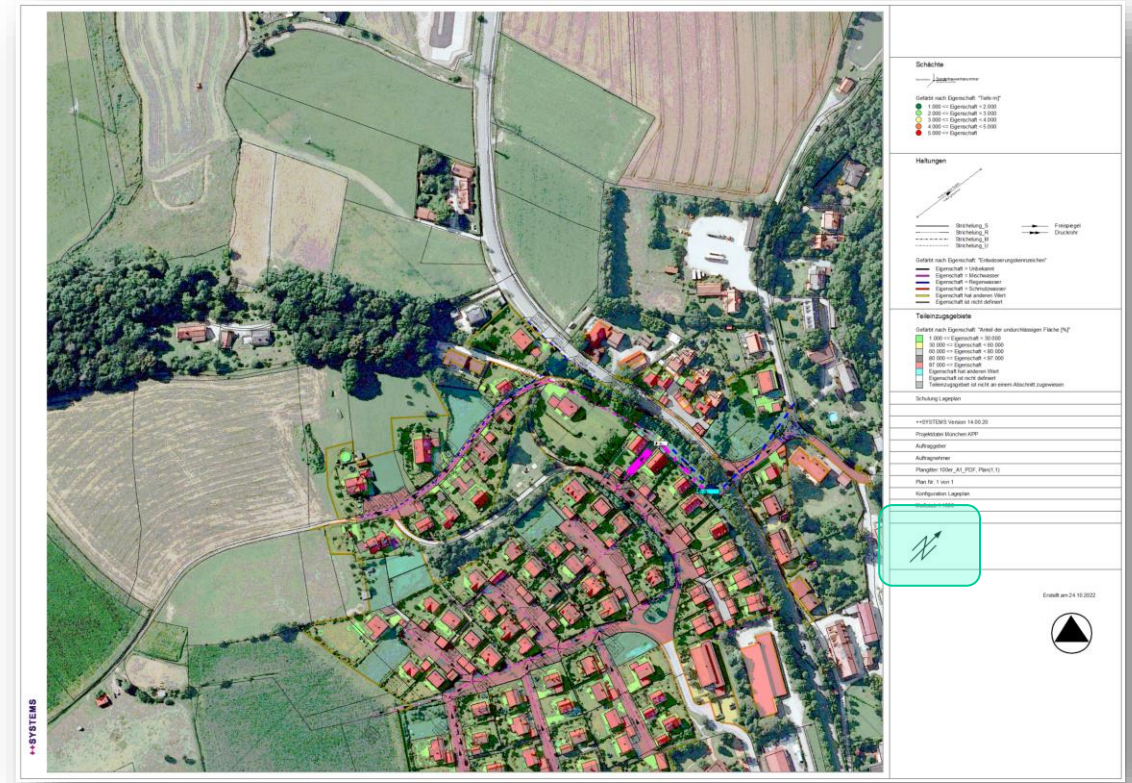 Schächte
Gefärbt nach Eigenschaft: "Tiefe m]"
1.000 <= Eigenschaft < 2.000
2.000 <= Eigenschaft < 3.000
3.000 <= Eigenschaft < 4.000
4.000 <= Eigenschaft < 5.000
5.000 <= Eigenschaft
Haltungen
Strichelung_S
Strichelung_R
Strichelung_M
Strichelung_U
Freispiegel
Druckrohr
Gefärbt nach Eigenschaft: "Entwässerungskennzeichen"
Eigenschaft = Unbekannt
Eigenschaft = Mischwasser
Eigenschaft = Regenwasser
Eigenschaft = Schmutzwasser
Eigenschaft hat anderen Wert
Eigenschaft ist nicht definiert
Teileinzugsgebiete
Gefärbt nach Eigenschaft: "Anteil der undurchlässigen Fläche [%]"
1.000 <= Eigenschaft < 30.000
30.000 <= Eigenschaft < 60.000
60.000 <= Eigenschaft < 80.000
80.000 <= Eigenschaft < 97.000
97.000 <= Eigenschaft
Eigenschaft hat anderen Wert
Eigenschaft ist nicht definiert
Teileinzugsgebiet ist nicht an einem Abschnitt zugewiesen
Schulung Lageplan
++SYSTEMS Version 14.00.20
Projektdatei München APP
Auftraggeber
Auftragnehmer
Plangitter 100er_A1_PDF, Plan(1.1)
Plan Nr. 1 von 1
Konfiguration Lageplan
N
Erstellt am 24.10.2022
++SYSTEMS